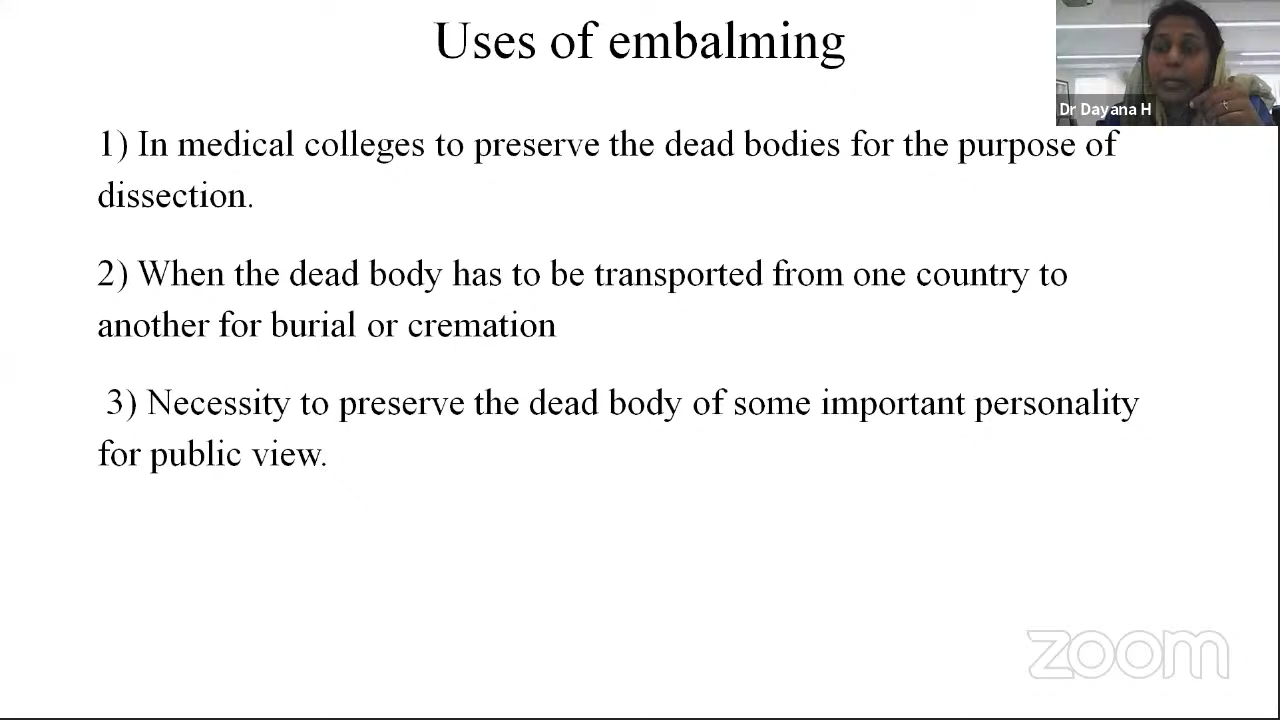 Uses of embalming
Dr Dayana H
1) In medical colleges to preserve the dead bodies for the purpose of
dissection.
2) When the dead body has to be transported from one country to
another for burial or cremation
3) Necessity to preserve the dead body of some important personality
for public view.
zoom